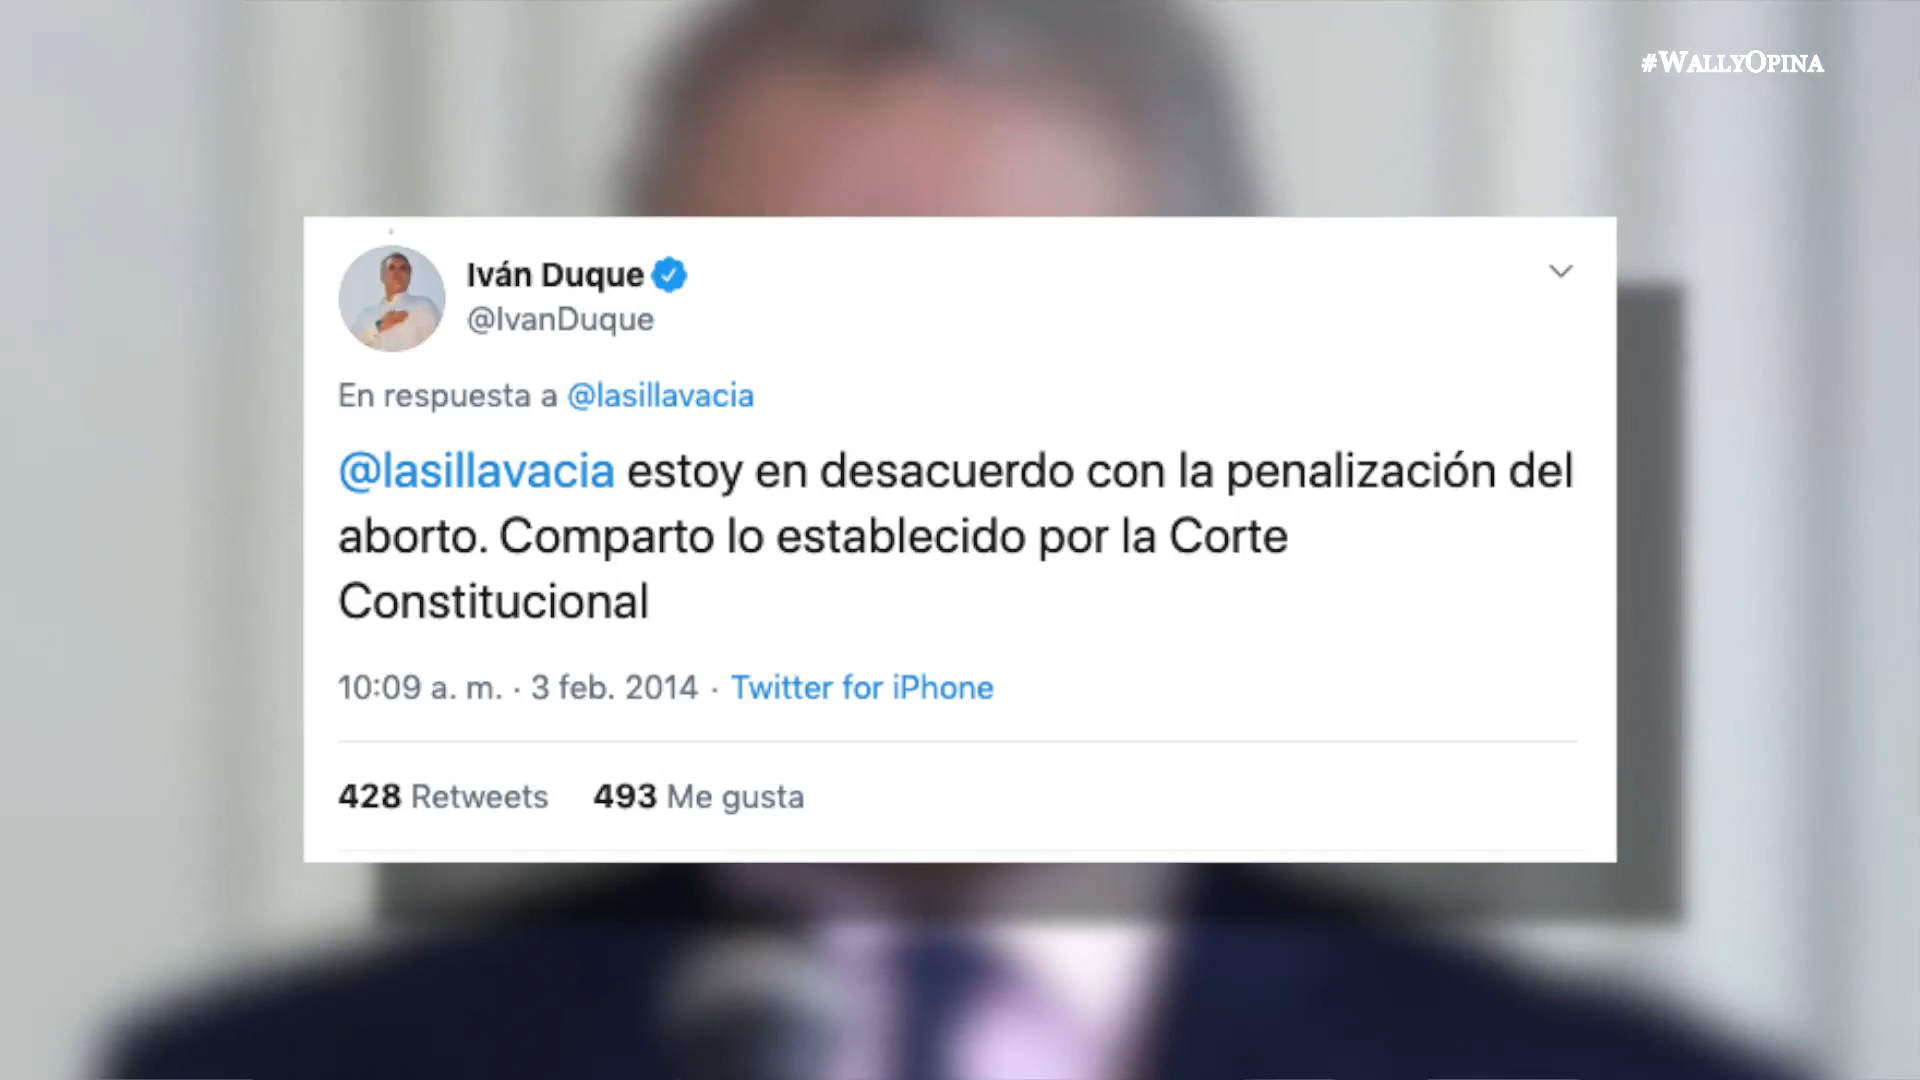 #WALLYOPINA
Iván Duque
@IvanDuque
En respuesta a @lasillavacia
@lasillavacia estoy en desacuerdo con la penalización del
aborto. Comparto lo establecido por la Corte
Constitucional
10:09 a. m. · 3 feb. 2014 · Twitter for iPhone
428 Retweets 493 Me gusta